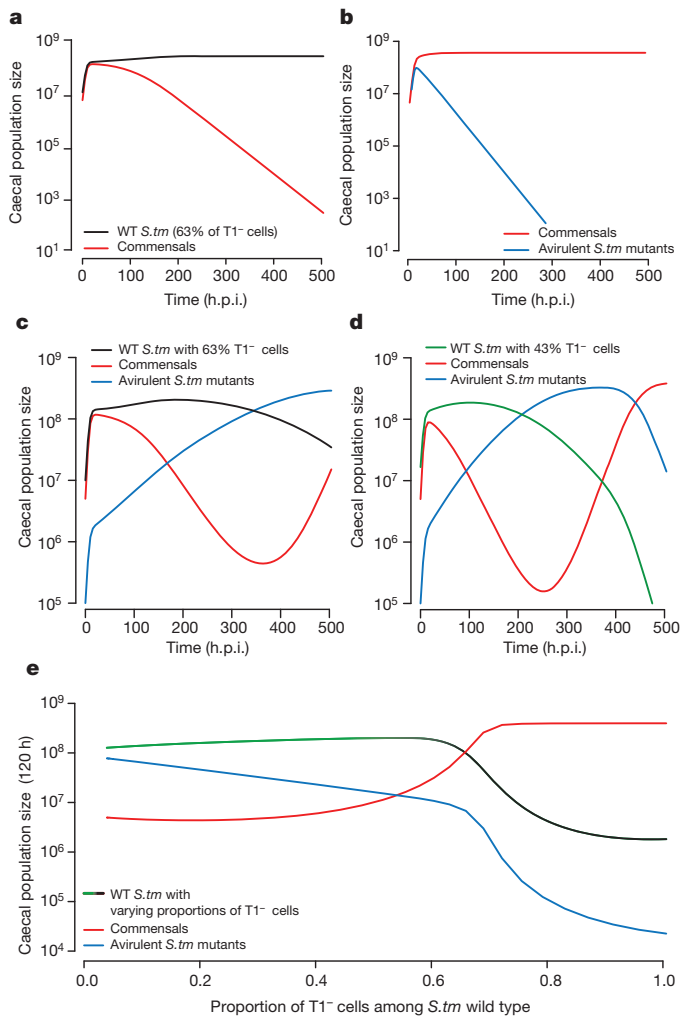 a
Caecal population size
10⁹
10⁷
10⁵
10³
10¹
WT S.tm (63% of T1⁻ cells)
Commensals
0 100 200 300 400 500
Time (h.p.i.)
b
Caecal population size
10⁹
10⁷
10⁵
10³
10¹
Commensals
Avirulent S.tm mutants
0 100 200 300 400 500
Time (h.p.i.)
c
WT S.tm with 63% T1⁻ cells
Commensals
Avirulent S.tm mutants
Caecal population size
10⁹
10⁸
10⁷
10⁶
10⁵
0 100 200 300 400 500
Time (h.p.i.)
d
WT S.tm with 43% T1⁻ cells
Commensals
Avirulent S.tm mutants
Caecal population size
10⁹
10⁸
10⁷
10⁶
10⁵
0 100 200 300 400 500
Time (h.p.i.)
e
Caecal population size (120 h)
10⁹
10⁸
10⁷
10⁶
10⁵
10⁴
WT S.tm with
varying proportions of T1⁻ cells
Commensals
Avirulent S.tm mutants
0.0 0.2 0.4 0.6 0.8 1.0
Proportion of T1⁻ cells among S.tm wild type